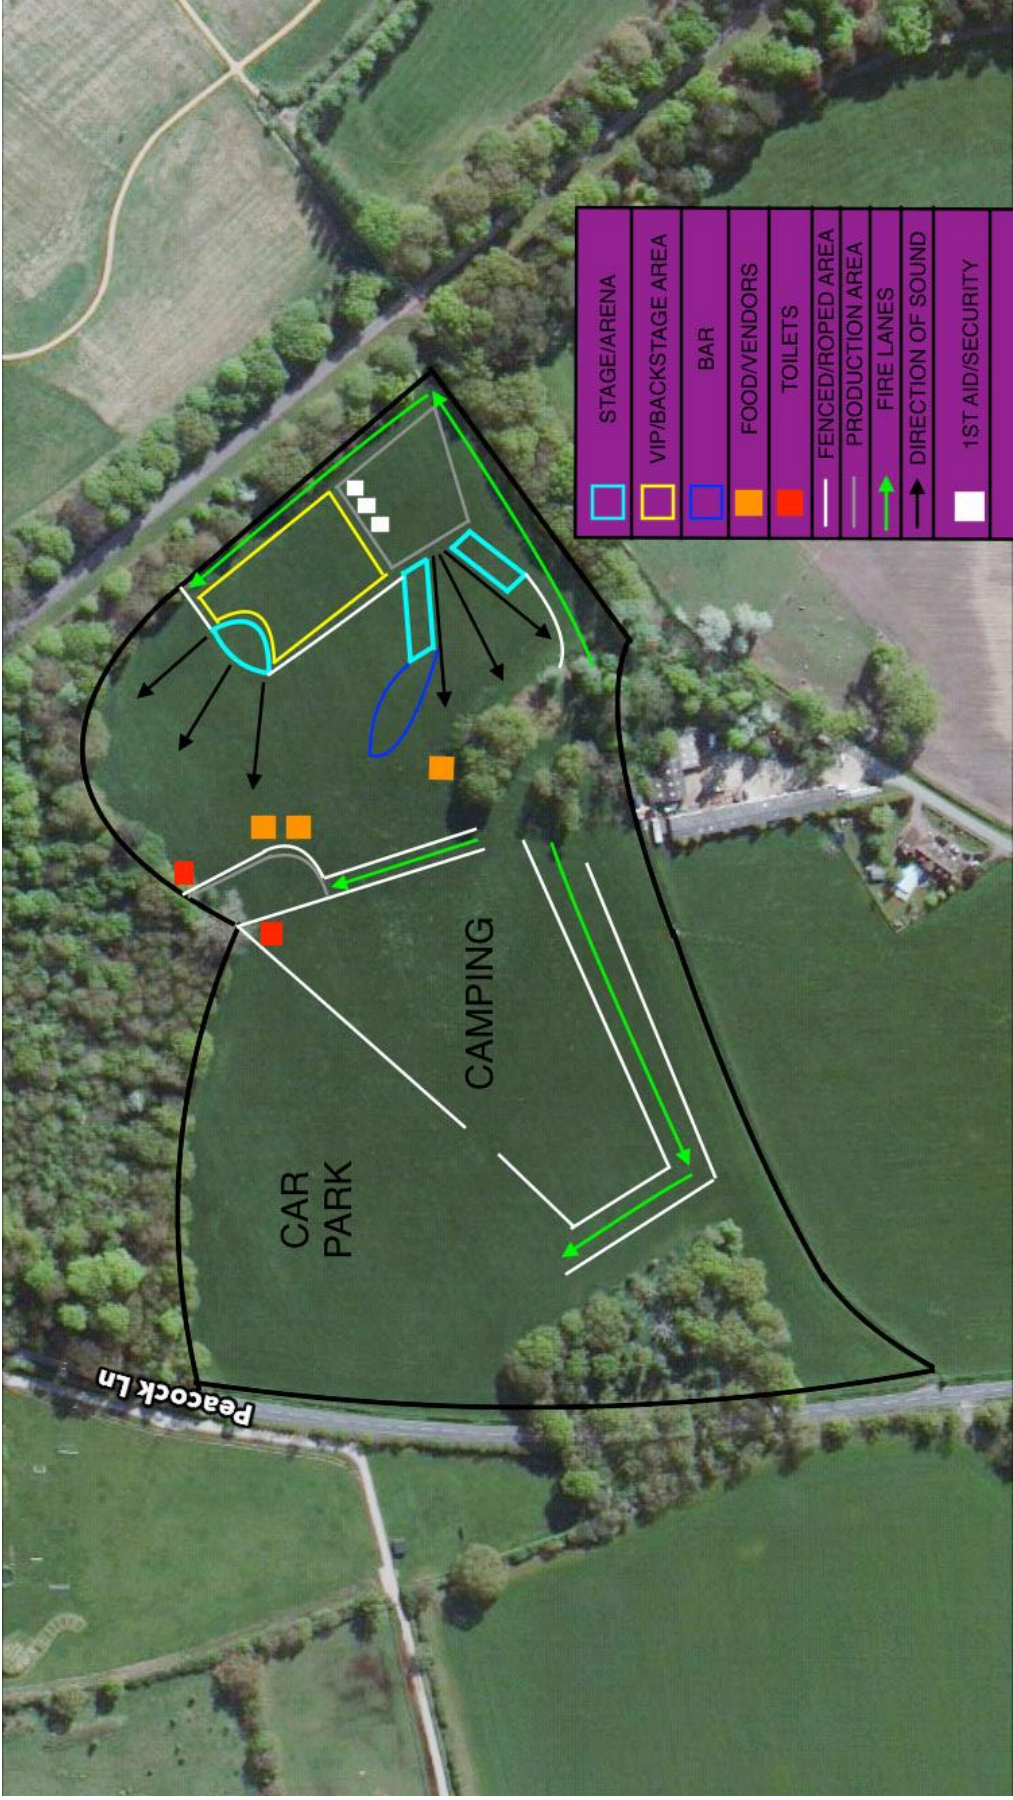 STAGE/ARENA
VIP/BACKSTAGE AREA
BAR
FOOD/VENDORS
TOILETS
FENCED/ROPED AREA
PRODUCTION AREA
FIRE LANES
DIRECTION OF SOUND
1ST AID/SECURITY
CAMPING
CAR
PARK
Peacock Ln